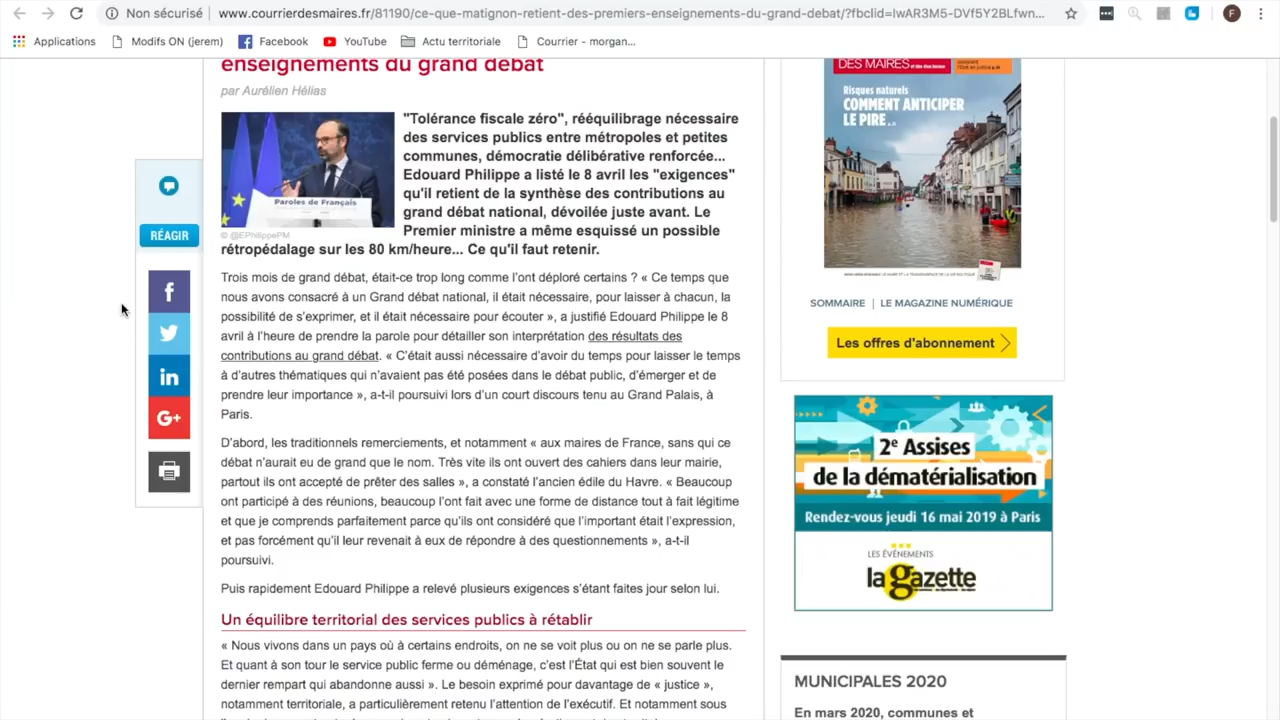 Non sécurisé | www.courrierdesmaires.fr/81190/ce-que-matignon-retient-des-premiers-enseignements-du-grand-debat/?fbclid=IwAR3M5-DVf5Y2BLfwn...
F
Applications
Modifs ON (jerem)
Facebook
YouTube
Actu territoriale
Courrier - morgan...
enseignements du grand débat
par Aurélien Hélias
"Tolérance fiscale zéro", rééquilibrage nécessaire
des services publics entre métropoles et petites
communes, démocratie délibérative renforcée...
Edouard Philippe a listé le 8 avril les "exigences"
qu'il retient de la synthèse des contributions au
grand débat national, dévoilée juste avant. Le
Premier ministre a même esquissé un possible
rétropédalage sur les 80 km/heure... Ce qu'il faut retenir.
Paroles de Français
© @EPhilippePM
RÉAGIR
f
in
G+
Trois mois de grand débat, était-ce trop long comme l'ont déploré certains ? « Ce temps que
nous avons consacré à un Grand débat national, il était nécessaire, pour laisser à chacun, la
possibilité de s'exprimer, et il était nécessaire pour écouter », a justifié Edouard Philippe le 8
avril à l'heure de prendre la parole pour détailler son interprétation des résultats des
contributions au grand débat. « C'était aussi nécessaire d'avoir du temps pour laisser le temps
à d'autres thématiques qui n'avaient pas été posées dans le débat public, d'émerger et de
prendre leur importance », a-t-il poursuivi lors d'un court discours tenu au Grand Palais, à
Paris.
D'abord, les traditionnels remerciements, et notamment « aux maires de France, sans qui ce
débat n'aurait eu de grand que le nom. Très vite ils ont ouvert des cahiers dans leur mairie,
partout ils ont accepté de prêter des salles », a constaté l'ancien édile du Havre. « Beaucoup
ont participé à des réunions, beaucoup l'ont fait avec une forme de distance tout à fait légitime
et que je comprends parfaitement parce qu'ils ont considéré que l'important était l'expression,
et pas forcément qu'il leur revenait à eux de répondre à des questionnements », a-t-il
poursuivi.
Puis rapidement Edouard Philippe a relevé plusieurs exigences s'étant faites jour selon lui.
Un équilibre territorial des services publics à rétablir
« Nous vivons dans un pays où à certains endroits, on ne se voit plus ou on ne se parle plus.
Et quant à son tour le service public ferme ou déménage, c'est l'État qui est bien souvent le
dernier rempart qui abandonne aussi ». Le besoin exprimé pour davantage de « justice »,
notamment territoriale, a particulièrement retenu l'attention de l'exécutif. Et notamment sous
DES MAIRES
Risques naturels
COMMENT ANTICIPER
LE PIRE
SOMMAIRE | LE MAGAZINE NUMÉRIQUE
Les offres d'abonnement
2e Assises
de la dématérialisation
Rendez-vous jeudi 16 mai 2019 à Paris
LES ÉVÉNEMENTS
la gazette
MUNICIPALES 2020
En mars 2020, communes et